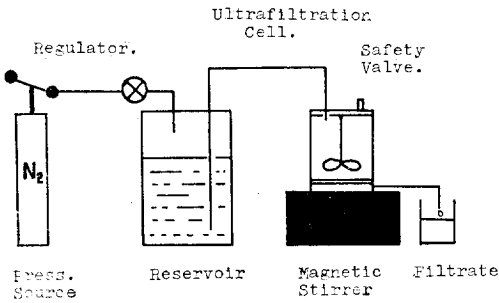 Ultrafiltration
Cell.
Regulator.
Safety
Valve.
N2
Press.
Source
Reservoir
Magnetic
Stirrer
Filtrate